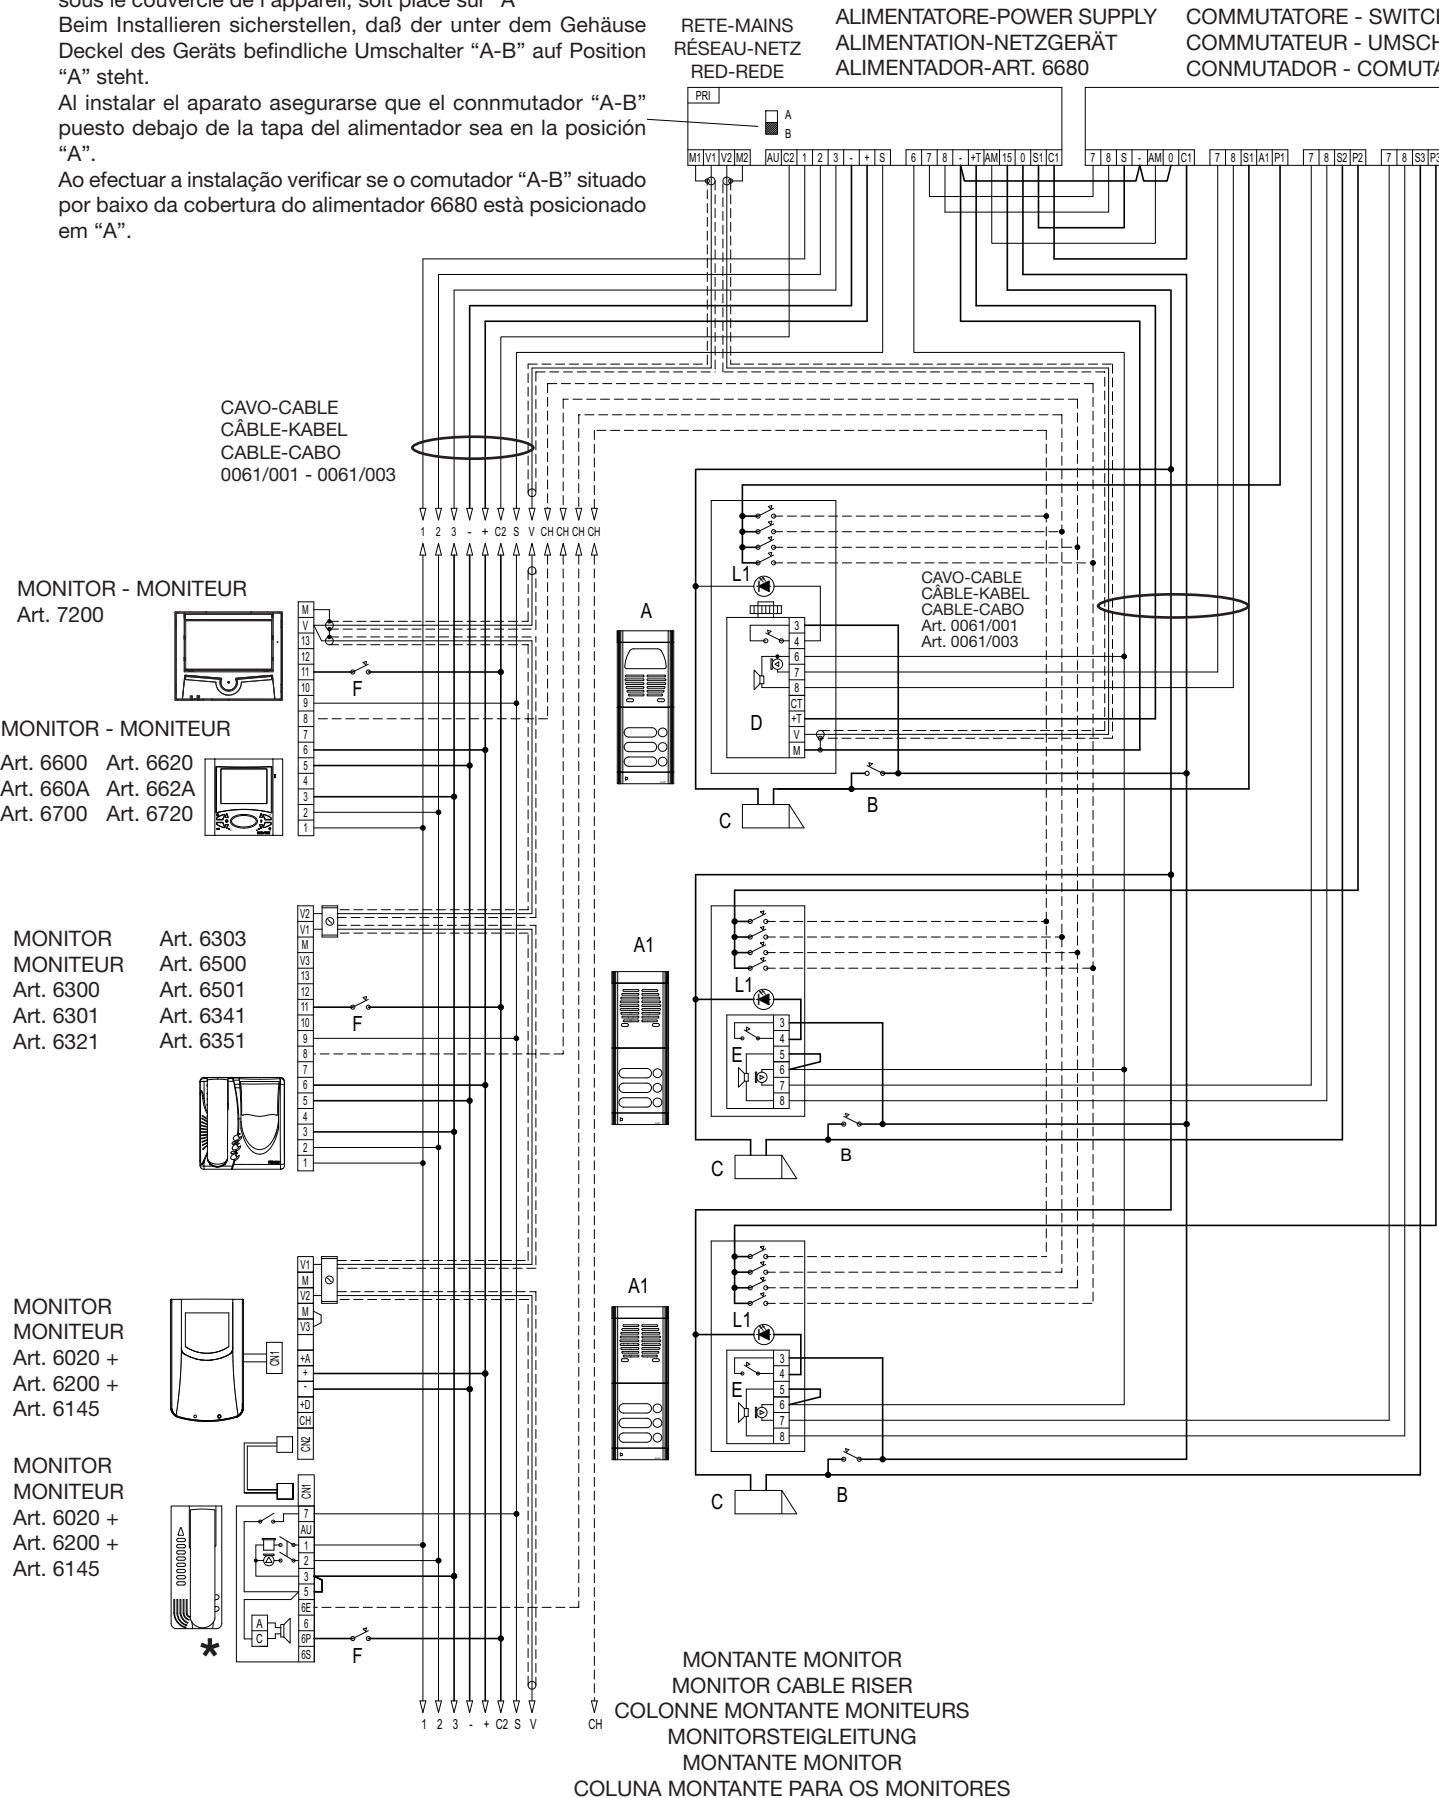 sous le couvercle de l'appareil, soit placé sur "A"
Beim Installieren sicherstellen, daß der unter dem Gehäuse
Deckel des Geräts befindliche Umschalter “A-B” auf Position
“A” steht.
Al instalar el aparato asegurarse que el connmutador “A-B”
puesto debajo de la tapa del alimentador sea en la posición
“A”.
Ao efectuar a instalação verificar se o comutador “A-B” situado
por baixo da cobertura do alimentador 6680 està posicionado
em “A”.
RETE-MAINS
RÉSEAU-NETZ
RED-REDE
ALIMENTATORE-POWER SUPPLY
ALIMENTATION-NETZGERÄT
ALIMENTADOR-ART. 6680
COMMUTATORE - SWITCH
COMMUTATEUR - UMSCH
CONMUTADOR - COMUTA
PRI
A
B
M1 V1 V2 M2 AU C2 1 2 3 - + S 6 7 8 - +T AM 15 0 S1 C1
7 8 S - AM 0 C1 7 8 S1 A1 P1 7 8 S2 P2 7 8 S3 P3
CAVO-CABLE
CÂBLE-KABEL
CABLE-CABO
0061/001 - 0061/003
1 2 3 - + C2 S V CH CH CH CH
MONITOR - MONITEUR
Art. 7200
M
V
13
12
11
10
9
8
7
6
5
4
3
2
1
F
MONITOR - MONITEUR
Art. 6600 Art. 6620
Art. 660A Art. 662A
Art. 6700 Art. 6720
A
L1
3
4
6
7
8
CT
+T
V
M
D
CAVO-CABLE
CÂBLE-KABEL
CABLE-CABO
Art. 0061/001
Art. 0061/003
B
C
MONITOR Art. 6303
MONITEUR Art. 6500
Art. 6300 Art. 6501
Art. 6301 Art. 6341
Art. 6321 Art. 6351
V2
V1
M
V3
13
12
11
10
9
8
7
6
5
4
3
2
1
F
A1
L1
3
4
5
6
7
8
E
B
C
MONITOR
MONITEUR
Art. 6020 +
Art. 6200 +
Art. 6145
CN1
V1
M
V2
M
V3
+A
+
-
+D
CH
CN2
A1
L1
3
4
5
6
7
8
E
B
C
MONITOR
MONITEUR
Art. 6020 +
Art. 6200 +
Art. 6145
*
CN1
7
AU
1
2
3
5
6E
6
6P
6S
A
C
F
1 2 3 - + C2 S V CH
MONTANTE MONITOR
MONITOR CABLE RISER
COLONNE MONTANTE MONITEURS
MONITORSTEIGLEITUNG
MONTANTE MONITOR
COLUNA MONTANTE PARA OS MONITORES